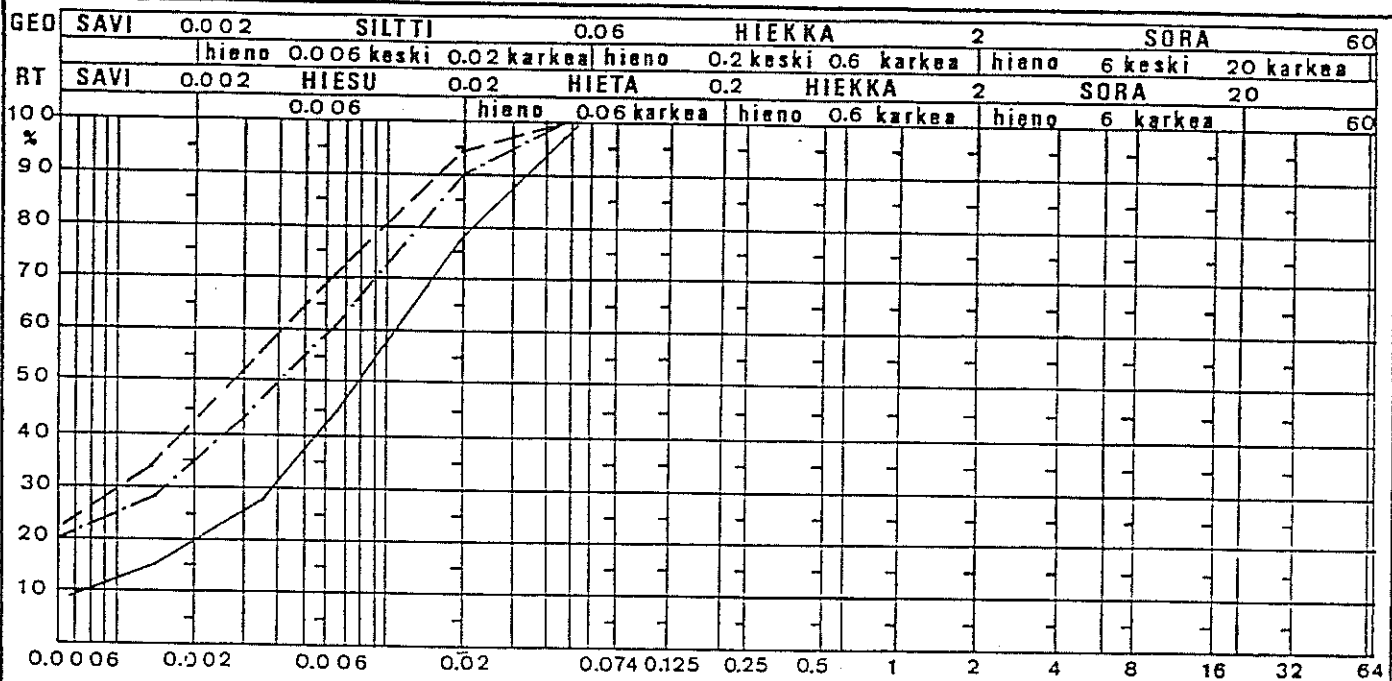 GEO SAVI 0.002 SILTTI 0.06 HIEKKA 2 SORA 60
hieno 0.006 keski 0.02 karkea hieno 0.2 keski 0.6 karkea hieno 6 keski 20 karkea
RT SAVI 0.002 HIESU 0.02 HIETA 0.2 HIEKKA 2 SORA 20
0.006 hieno 0.06 karkea hieno 0.6 karkea hieno 6 karkea 60
100
%
90
80
70
60
50
40
30
20
10
0.0006 0.002 0.006 0.02 0.074 0.125 0.25 0.5 1 2 4 8 16 32 64